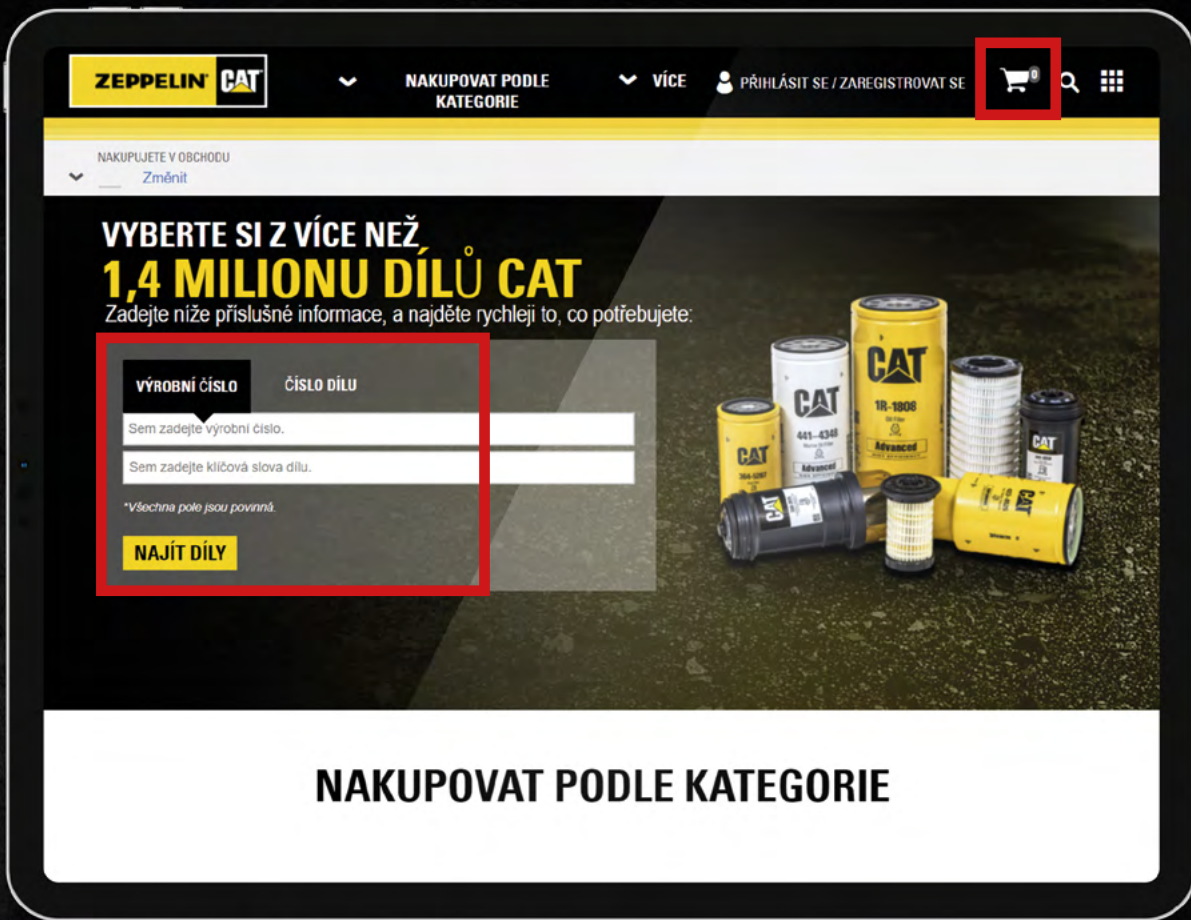 ZEPPELIN CAT
NAKUPOVAT PODLE
KATEGORIE
VÍCE
PŘIHLÁSIT SE / ZAREGISTROVAT SE
0
NAKUPUJETE V OBCHODU
Změnit
VYBERTE SI Z VÍCE NEŽ
1,4 MILIONU DÍLŮ CAT
Zadejte níže příslušné informace, a najděte rychleji to, co potřebujete:
VÝROBNÍ ČÍSLO
ČÍSLO DÍLU
Sem zadejte výrobní číslo.
Sem zadejte klíčová slova dílu.
*Všechna pole jsou povinná.
NAJÍT DÍLY
CAT
1R-1808
Advanced
CAT
441-4348
Advanced
CAT
CAT
CAT
CAT
NAKUPOVAT PODLE KATEGORIE